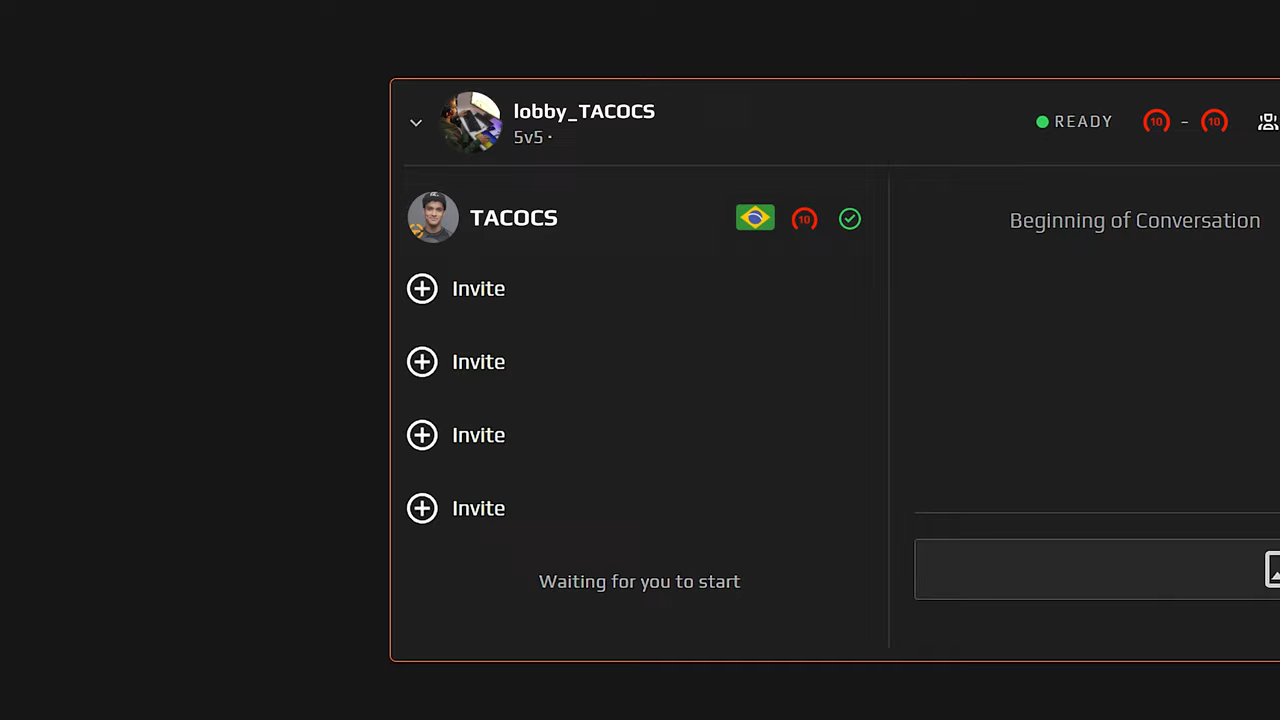 lobby_TACOCS
5v5 ·
READY
10 - 10
TACOCS
10
Invite
Invite
Invite
Invite
Waiting for you to start
Beginning of Conversation